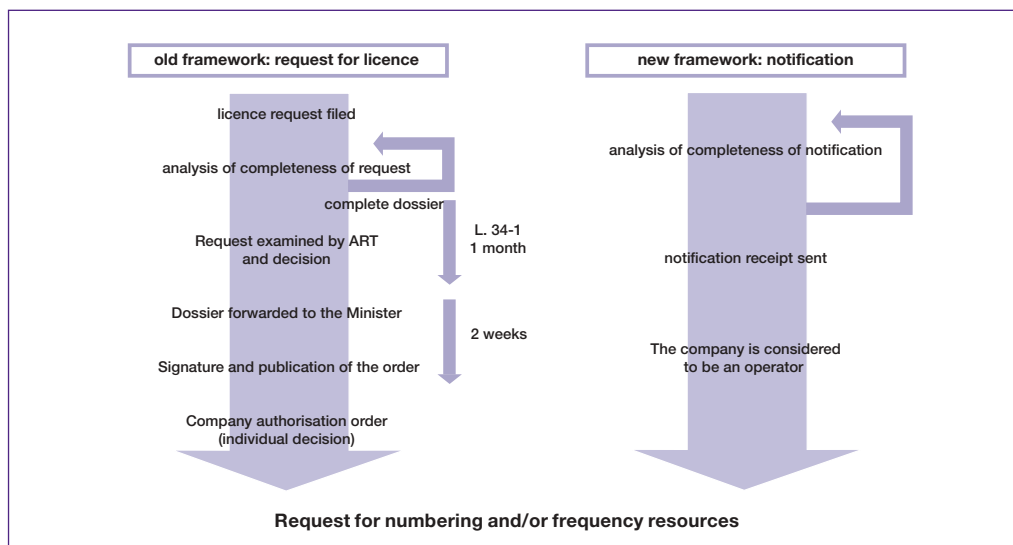 old framework: request for licence
licence request filed
analysis of completeness of request
complete dossier
L. 34-1
1 month
Request examined by ART
and decision
Dossier forwarded to the Minister
2 weeks
Signature and publication of the order
Company authorisation order
(individual decision)
new framework: notification
analysis of completeness of notification
notification receipt sent
The company is considered
to be an operator
Request for numbering and/or frequency resources